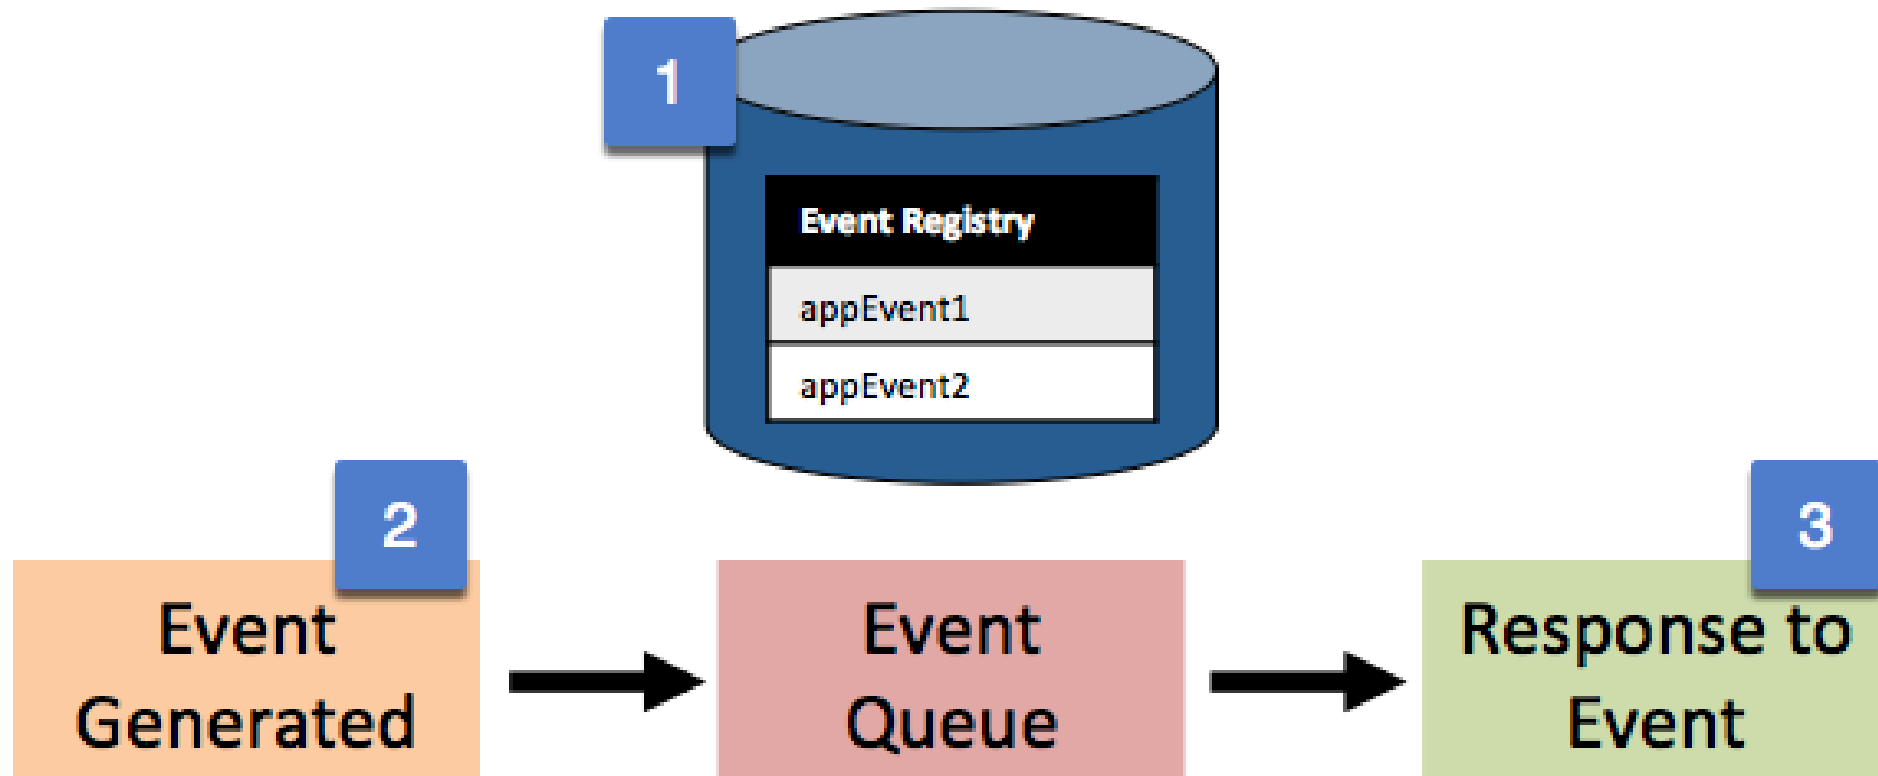 1
Event Registry
appEvent1
appEvent2
2
Event
Generated
Event
Queue
3
Response to
Event